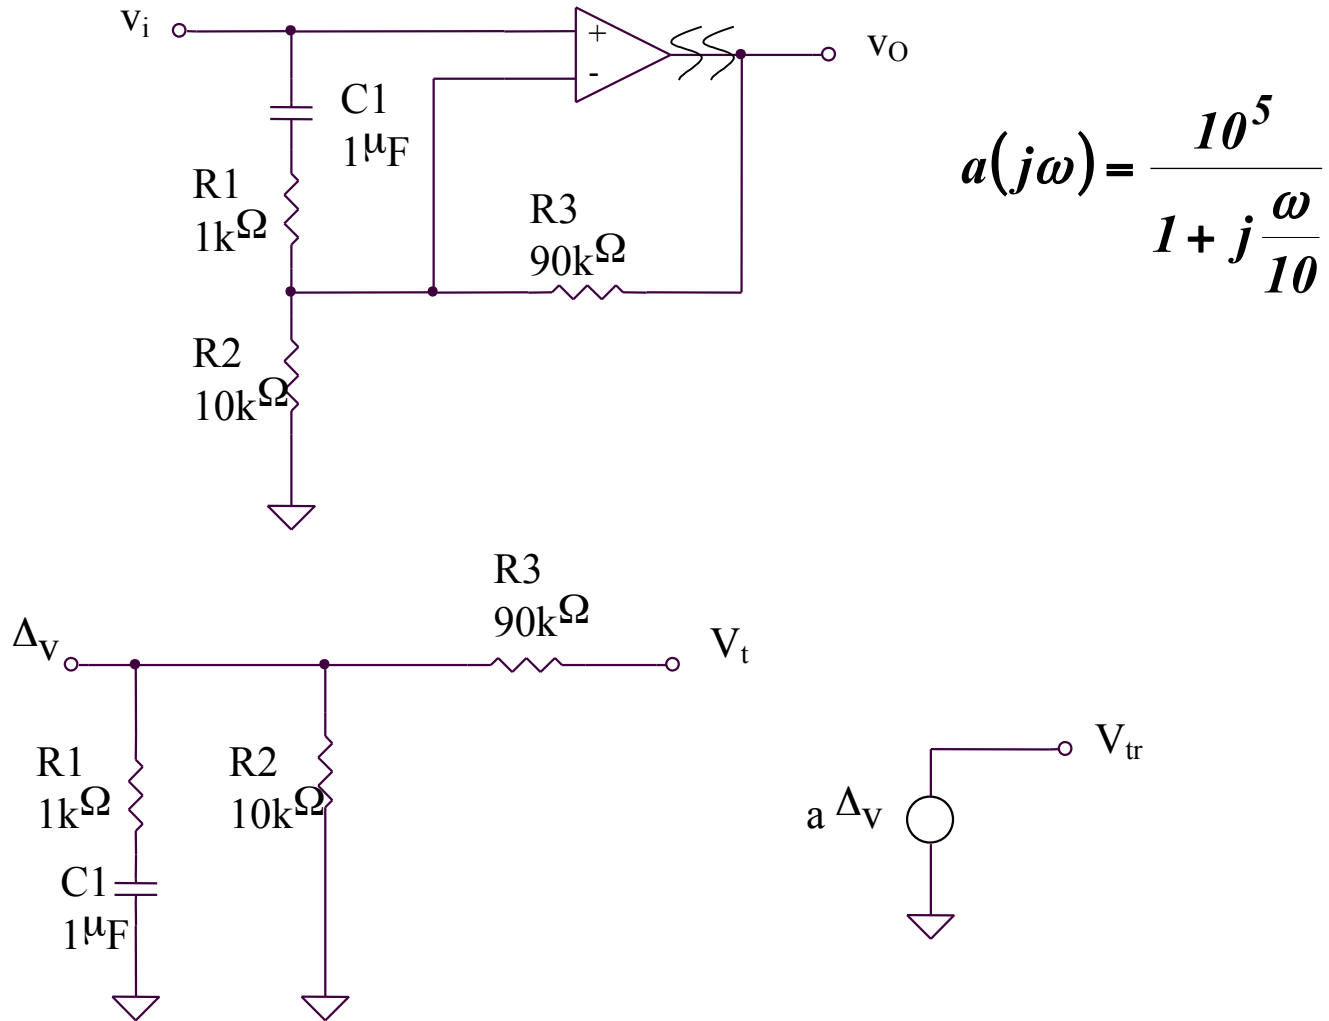 vi
vO
+
-
C1
1μF
R1
1kΩ
R3
90kΩ
R2
10kΩ
a(jω) = 10^5 / (1 + j ω/10)
R3
90kΩ
Δv
Vt
R1
1kΩ
R2
10kΩ
C1
1μF
Vtr
a Δv